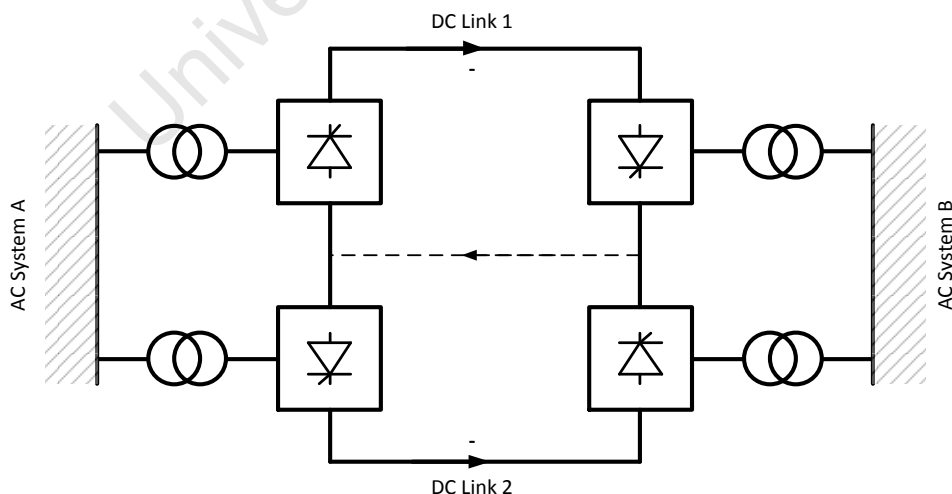 DC Link 1
-
AC System A
AC System B
-
DC Link 2